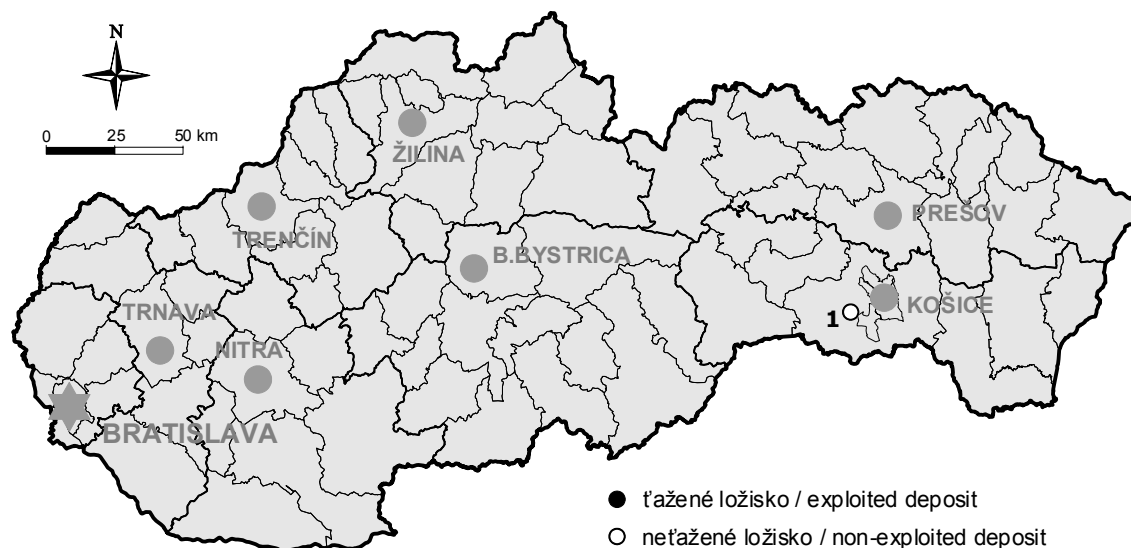 N
0 25 50 km
ŽILINA
PREŠOV
TRENČÍN
B.BYSTRICA
KOŠICE
1
TRNAVA
NITRA
BRATISLAVA
ťažené ložisko / exploited deposit
neťažené ložisko / non-exploited deposit